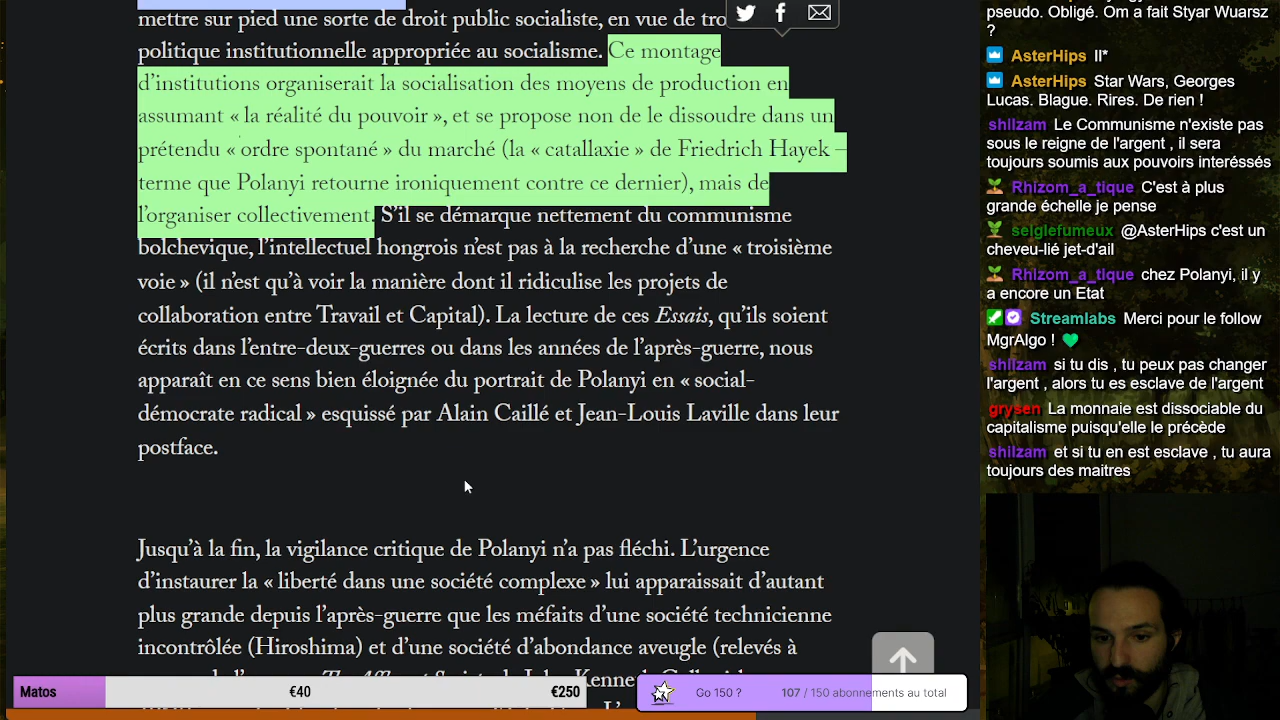 mettre sur pied une sorte de droit public socialiste, en vue de tro
politique institutionnelle appropriée au socialisme. Ce montage
d’institutions organiserait la socialisation des moyens de production en
assumant « la réalité du pouvoir », et se propose non de le dissoudre dans un
prétendu « ordre spontané » du marché (la « catallaxie » de Friedrich Hayek –
terme que Polanyi retourne ironiquement contre ce dernier), mais de
l’organiser collectivement. S’il se démarque nettement du communisme
bolchevique, l’intellectuel hongrois n’est pas à la recherche d’une « troisième
voie » (il n’est qu’à voir la manière dont il ridiculise les projets de
collaboration entre Travail et Capital). La lecture de ces Essais, qu’ils soient
écrits dans l’entre-deux-guerres ou dans les années de l’après-guerre, nous
apparaît en ce sens bien éloignée du portrait de Polanyi en « social-
démocrate radical » esquissé par Alain Caillé et Jean-Louis Laville dans leur
postface.
Jusqu’à la fin, la vigilance critique de Polanyi n’a pas fléchi. L’urgence
d’instaurer la « liberté dans une société complexe » lui apparaissait d’autant
plus grande depuis l’après-guerre que les méfaits d’une société technicienne
incontrôlée (Hiroshima) et d’une société d’abondance aveugle (relevés à
Matos €40 €250
Go 150 ? 107 / 150 abonnements au total
pseudo. Obligé. Om a fait Styar Wuarsz
?
AsterHips Il*
AsterHips Star Wars, Georges
Lucas. Blague. Rires. De rien !
shilzam Le Communisme n'existe pas
sous le reigne de l'argent , il sera
toujours soumis aux pouvoirs interéssés
Rhizom_a_tique C'est à plus
grande échelle je pense
seiglefumeux @AsterHips c'est un
cheveu-lié jet-d'ail
Rhizom_a_tique chez Polanyi, il y
a encore un Etat
Streamlabs Merci pour le follow
MgrAlgo !
shilzam si tu dis , tu peux pas changer
l'argent , alors tu es esclave de l'argent
grysen La monnaie est dissociable du
capitalisme puisqu'elle le précède
shilzam et si tu en est esclave , tu aura
toujours des maitres